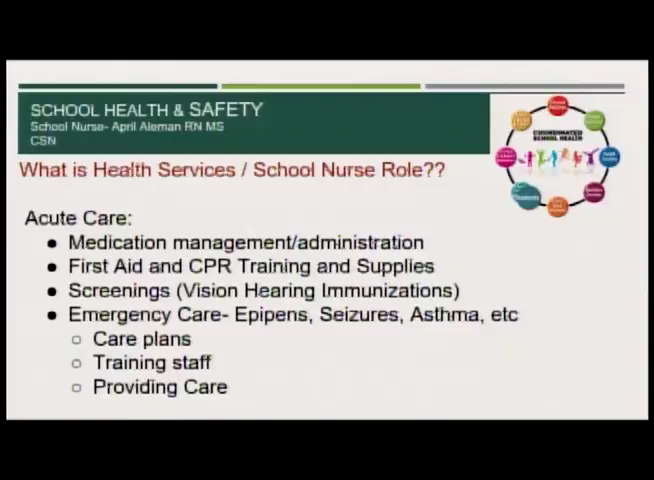 SCHOOL HEALTH & SAFETY
School Nurse- April Aleman RN MS
CSN
COORDINATED
SCHOOL HEALTH
What is Health Services / School Nurse Role??
Acute Care:
● Medication management/administration
● First Aid and CPR Training and Supplies
● Screenings (Vision Hearing Immunizations)
● Emergency Care- Epipens, Seizures, Asthma, etc
○ Care plans
○ Training staff
○ Providing Care